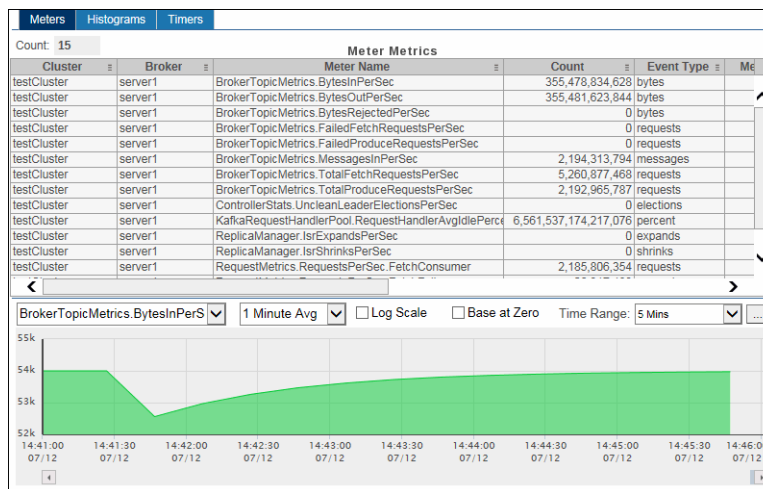 Meters Histograms Timers
Count: 15
Meter Metrics
Cluster Broker Meter Name Count Event Type Me
testCluster server1 BrokerTopicMetrics.BytesInPerSec 355,478,834,628 bytes
testCluster server1 BrokerTopicMetrics.BytesOutPerSec 355,481,623,844 bytes
testCluster server1 BrokerTopicMetrics.BytesRejectedPerSec 0 bytes
testCluster server1 BrokerTopicMetrics.FailedFetchRequestsPerSec 0 requests
testCluster server1 BrokerTopicMetrics.FailedProduceRequestsPerSec 0 requests
testCluster server1 BrokerTopicMetrics.MessagesInPerSec 2,194,313,794 messages
testCluster server1 BrokerTopicMetrics.TotalFetchRequestsPerSec 5,260,877,468 requests
testCluster server1 BrokerTopicMetrics.TotalProduceRequestsPerSec 2,192,965,787 requests
testCluster server1 ControllerStats.UncleanLeaderElectionsPerSec 0 elections
testCluster server1 KafkaRequestHandlerPool.RequestHandlerAvgIdlePerce 6,561,537,174,217,076 percent
testCluster server1 ReplicaManager.IsrExpandsPerSec 0 expands
testCluster server1 ReplicaManager.IsrShrinksPerSec 0 shrinks
testCluster server1 RequestMetrics.RequestsPerSec.FetchConsumer 2,185,806,354 requests
BrokerTopicMetrics.BytesInPerS 1 Minute Avg Log Scale Base at Zero Time Range: 5 Mins ...
55k
54k
53k
52k
14:41:00 14:41:30 14:42:00 14:42:30 14:43:00 14:43:30 14:44:00 14:44:30 14:45:00 14:45:30 14:46:00
07/12 07/12 07/12 07/12 07/12 07/12 07/12 07/12 07/12 07/12 07/12